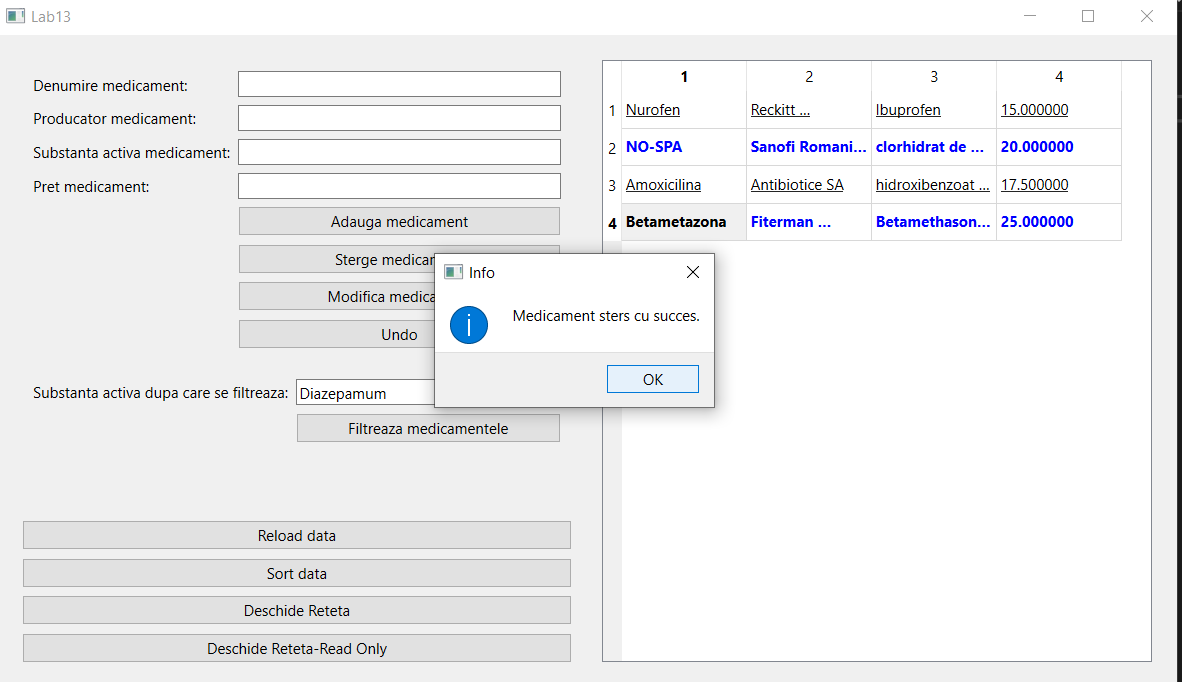 Lab13
Denumire medicament:
Producator medicament:
Substanta activa medicament:
Pret medicament:
Adauga medicament
Sterge medicar
Modifica medica
Undo
Substanta activa dupa care se filtreaza: Diazepamum
Filtreaza medicamentele
Reload data
Sort data
Deschide Reteta
Deschide Reteta-Read Only
1 2 3 4
1 Nurofen Reckitt ... Ibuprofen 15.000000
2 NO-SPA Sanofi Romani... clorhidrat de ... 20.000000
3 Amoxicilina Antibiotice SA hidroxibenzoat ... 17.500000
4 Betametazona Fiterman ... Betamethason... 25.000000
Info
Medicament sters cu succes.
OK